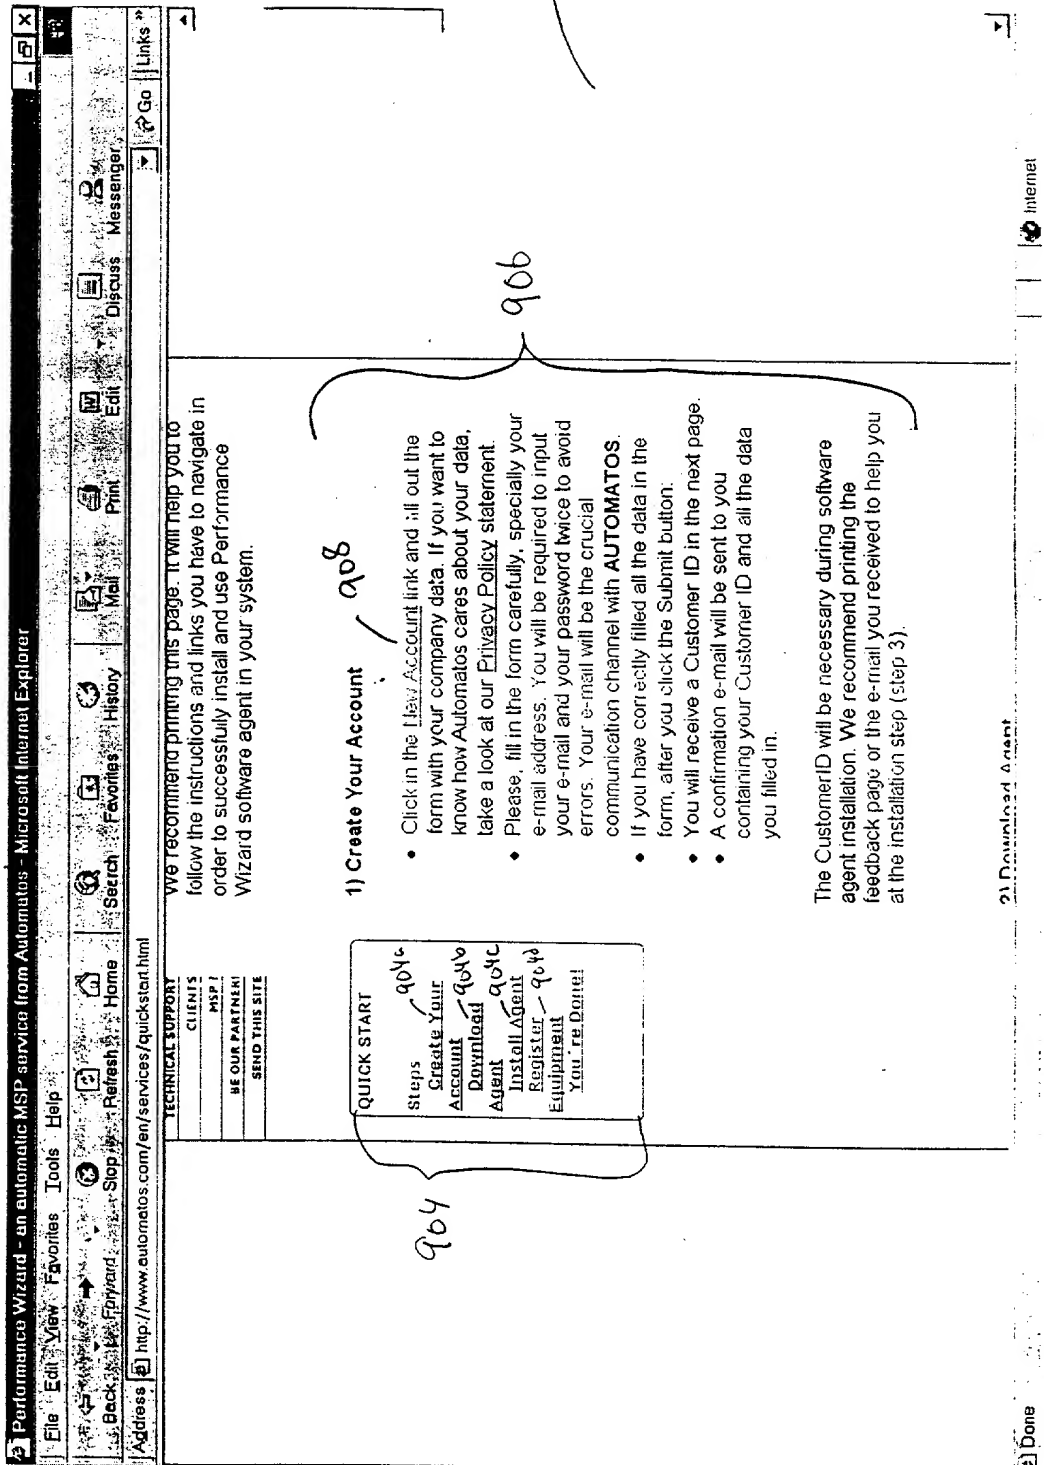 Performance Wizard - an automatic MSP service from Automatos - Microsoft Internet Explorer
File Edit View Favorites Tools Help
Back Forward Stop Refresh Home Search Favorites History Mail Print Edit Discuss Messenger
Address http://www.automatos.com/en/services/quickstart.html Go Links »
TECHNICAL SUPPORT
CLIENTS
BE OUR PARTNER!
SEND THIS SITE
QUICK START
Steps 904a
Create Your
Account 904b
Download
Agent 904c
Install Agent
Register 904d
Equipment
You're Done!
904
We recommend printing this page. It will help you to
follow the instructions and links you have to navigate in
order to successfully install and use Performance
Wizard software agent in your system.
1) Create Your Account
908
• Click in the New Account link and fill out the
form with your company data. If you want to
know how Automatos cares about your data,
take a look at our Privacy Policy statement.
• Please, fill in the form carefully, specially your
e-mail address. You will be required to input
your e-mail and your password twice to avoid
errors. Your e-mail will be the crucial
communication channel with AUTOMATOS.
• If you have correctly filled all the data in the
form, after you click the Submit button:
• You will receive a Customer ID in the next page.
• A confirmation e-mail will be sent to you
containing your Customer ID and all the data
you filled in.
906
The CustomerID will be necessary during software
agent installation. We recommend printing the
feedback page or the e-mail you received to help you
at the installation step (step 3).
2) Download Agent
Done Internet